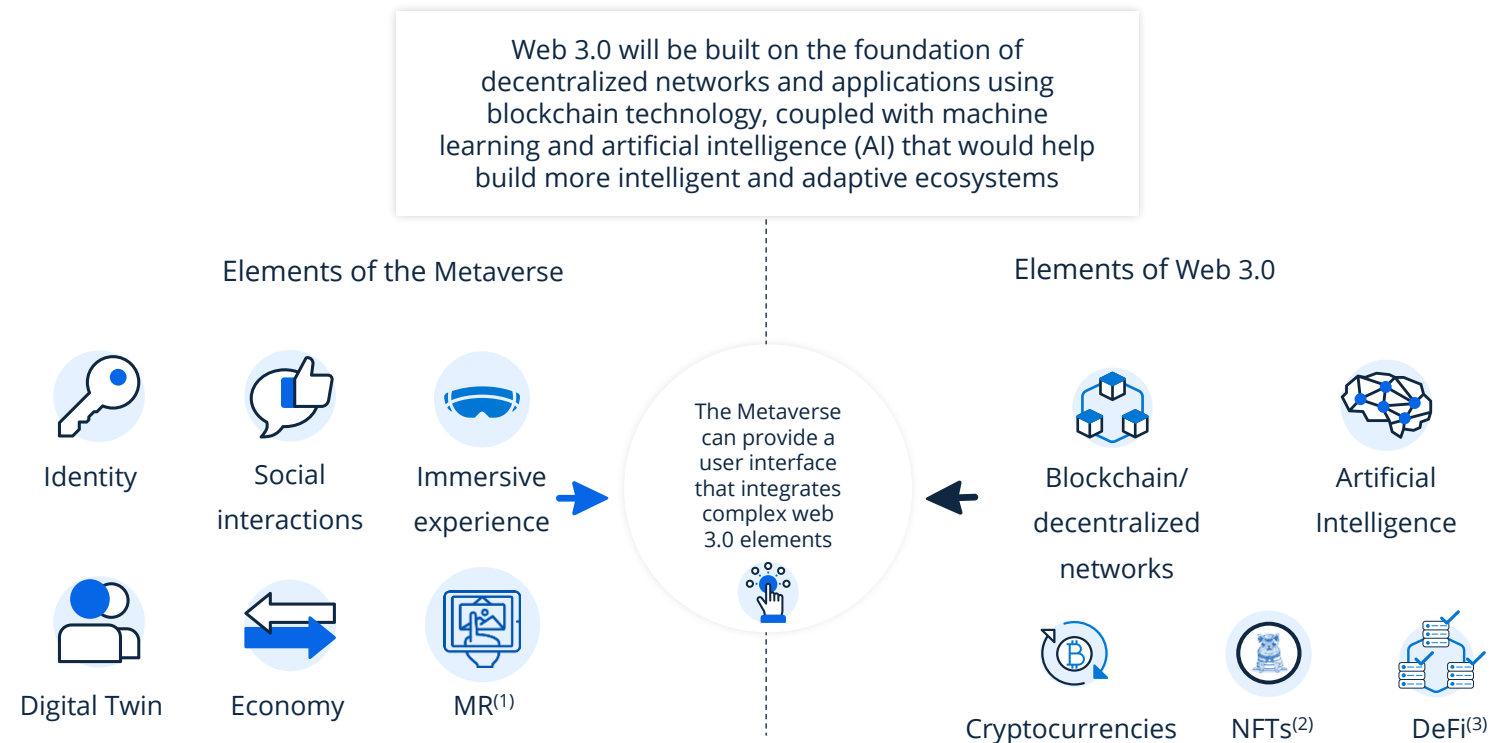 Web 3.0 will be built on the foundation of
decentralized networks and applications using
blockchain technology, coupled with machine
learning and artificial intelligence (AI) that would help
build more intelligent and adaptive ecosystems
Elements of the Metaverse
Elements of Web 3.0
Identity
Social
interactions
Immersive
experience
Digital Twin
Economy
MR(1)
The Metaverse
can provide a
user interface
that integrates
complex web
3.0 elements
Blockchain/
decentralized
networks
Artificial
Intelligence
Cryptocurrencies
NFTs(2)
DeFi(3)